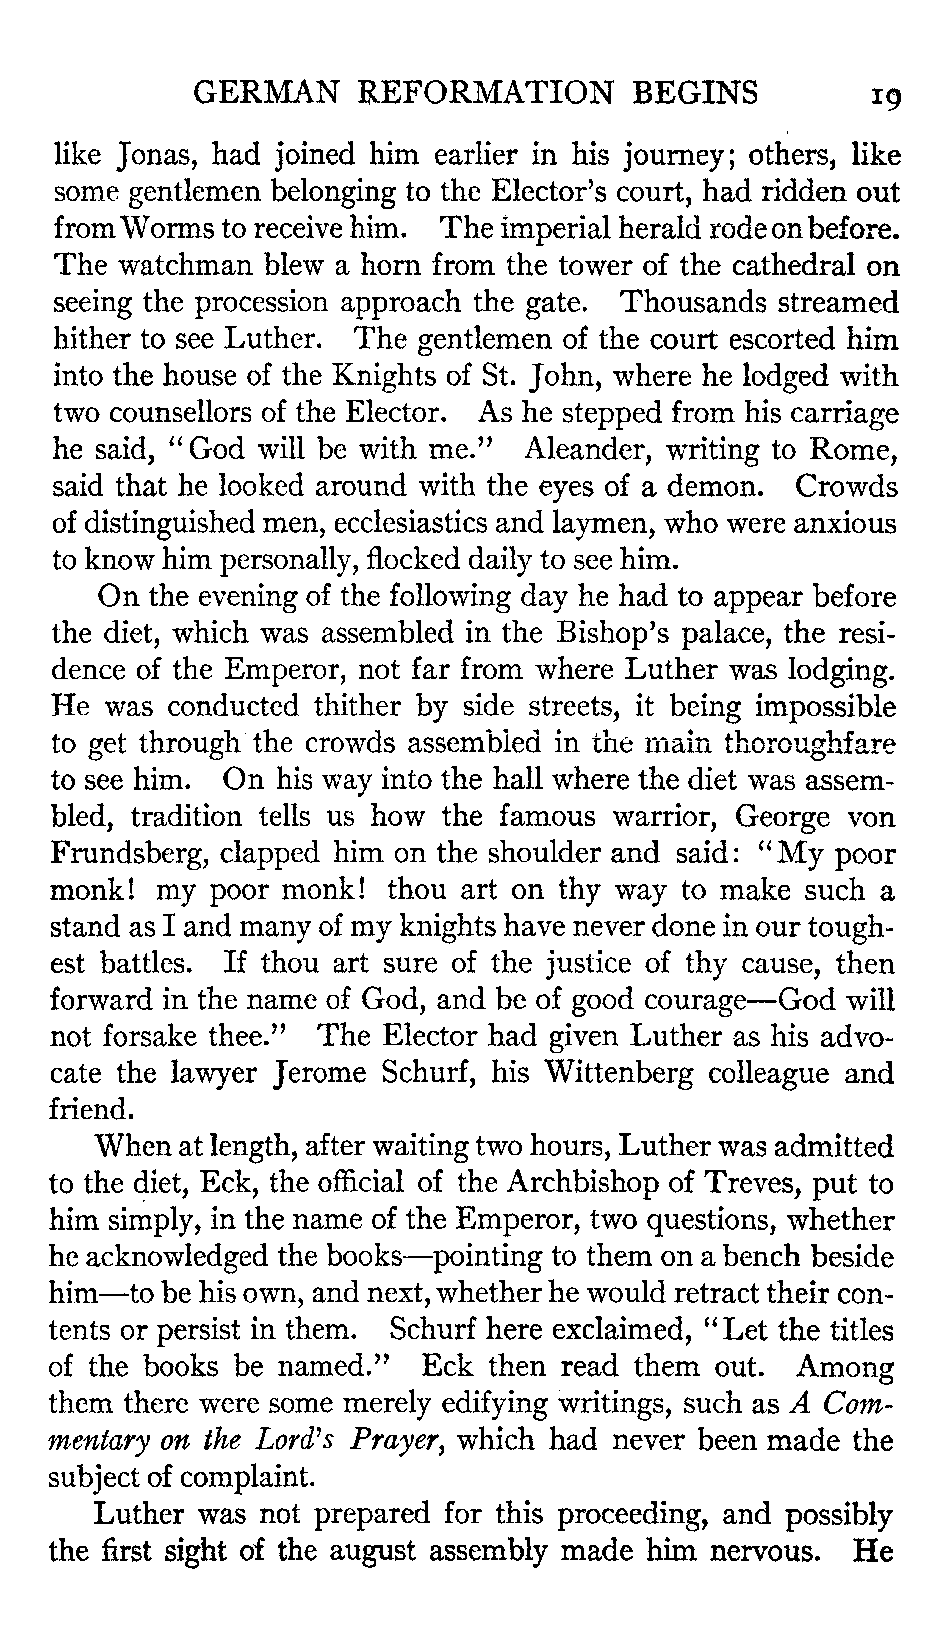 GERMAN REFORMATION BEGINS 19
like Jonas, had joined him earlier in his journey; others, like
some gentlemen belonging to the Elector's court, had ridden out
from Worms to receive him. The imperial herald rode on before.
The watchman blew a horn from the tower of the cathedral on
seeing the procession approach the gate. Thousands streamed
hither to see Luther. The gentlemen of the court escorted him
into the house of the Knights of St. John, where he lodged with
two counsellors of the Elector. As he stepped from his carriage
he said, "God will be with me." Aleander, writing to Rome,
said that he looked around with the eyes of a demon. Crowds
of distinguished men, ecclesiastics and laymen, who were anxious
to know him personally, flocked daily to see him.
On the evening of the following day he had to appear before
the diet, which was assembled in the Bishop's palace, the resi-
dence of the Emperor, not far from where Luther was lodging.
He was conducted thither by side streets, it being impossible
to get through the crowds assembled in the main thoroughfare
to see him. On his way into the hall where the diet was assem-
bled, tradition tells us how the famous warrior, George von
Frundsberg, clapped him on the shoulder and said: "My poor
monk! my poor monk! thou art on thy way to make such a
stand as I and many of my knights have never done in our tough-
est battles. If thou art sure of the justice of thy cause, then
forward in the name of God, and be of good courage—God will
not forsake thee." The Elector had given Luther as his advo-
cate the lawyer Jerome Schurf, his Wittenberg colleague and
friend.
When at length, after waiting two hours, Luther was admitted
to the diet, Eck, the official of the Archbishop of Treves, put to
him simply, in the name of the Emperor, two questions, whether
he acknowledged the books—pointing to them on a bench beside
him—to be his own, and next, whether he would retract their con-
tents or persist in them. Schurf here exclaimed, "Let the titles
of the books be named." Eck then read them out. Among
them there were some merely edifying writings, such as A Com-
mentary on the Lord's Prayer, which had never been made the
subject of complaint.
Luther was not prepared for this proceeding, and possibly
the first sight of the august assembly made him nervous. He